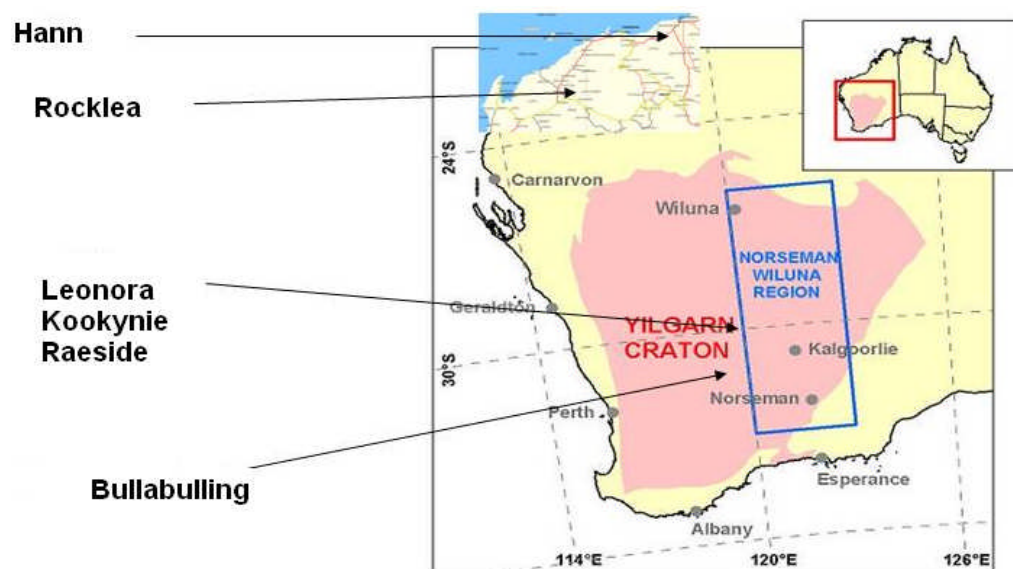 Hann
Rocklea
24°S
Carnarvon
Wiluna
NORSEMAN
WILUNA
REGION
Leonora
Kookynie
Raeside
Geraldton
YILGARN
CRATON
Kalgoorlie
30°S
Norseman
Perth
Bullabulling
Esperance
Albany
114°E
120°E
126°E